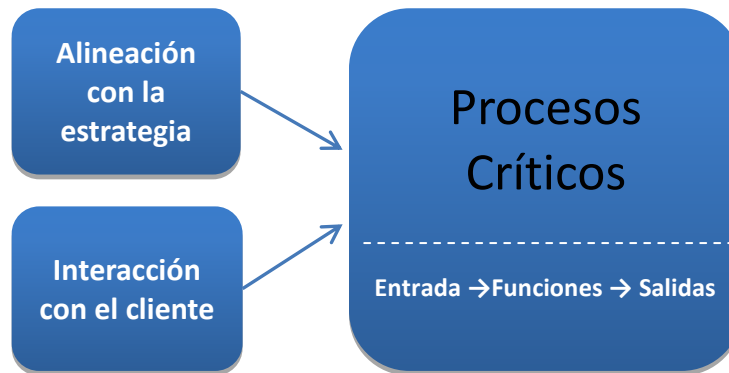 Alineación
con la
estrategia
Procesos
Críticos
Interacción
con el cliente
Entrada →Funciones → Salidas